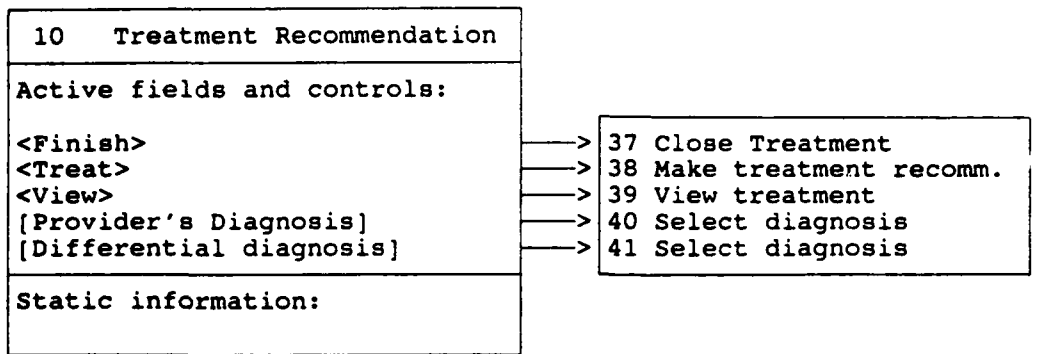 10 Treatment Recommendation
Active fields and controls:
<Finish>
<Treat>
<View>
[Provider's Diagnosis]
[Differential diagnosis]
37 Close Treatment
38 Make treatment recomm.
39 View treatment
40 Select diagnosis
41 Select diagnosis
Static information: